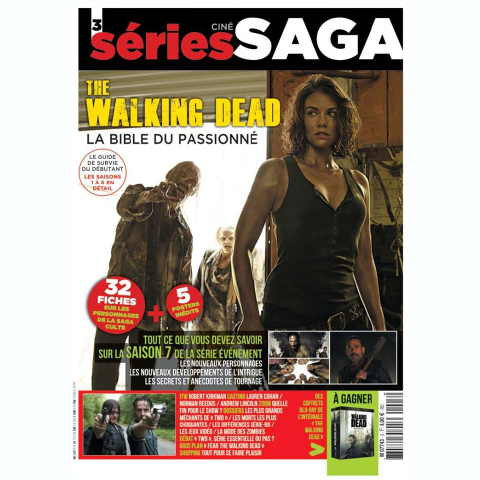 3
CINÉ
sériesSAGA
THE
WALKING DEAD
LA BIBLE DU PASSIONNÉ
LE GUIDE
DE SURVIE
DU DÉBUTANT
LES SAISONS
1 À 6 EN
DÉTAIL
32
FICHES
SUR LES
PERSONNAGES
DE LA SAGA
CULTE
+
5
POSTERS
INÉDITS
TOUT CE QUE VOUS DEVEZ SAVOIR
SUR LA SAISON 7 DE LA SÉRIE ÉVÉNEMENT
LES NOUVEAUX PERSONNAGES
LES NOUVEAUX DÉVELOPPEMENTS DE L'INTRIGUE
LES SECRETS ET ANECDOTES DE TOURNAGE
ITW ROBERT KIRKMAN CASTING LAUREN COHAN /
NORMAN REEDUS / ANDREW LINCOLN ZOOM QUELLE
FIN POUR LE SHOW ? DOSSIERS LES PLUS GRANDS
MÉCHANTS DE « TWD » / LES MORTS LES PLUS
CHOQUANTES / LES DIFFÉRENCES SÉRIE-BD /
LES JEUX VIDÉO / LA MODE DES ZOMBIES
DÉBAT « TWD », SÉRIE ESSENTIELLE OU PAS ?
GROS PLAN « FEAR THE WALKING DEAD »
SHOPPING TOUT POUR SE FAIRE PLAISIR
DES
COFFRETS
BLU-RAY DE
L'INTÉGRALE
« THE
WALKING
DEAD »
À GAGNER